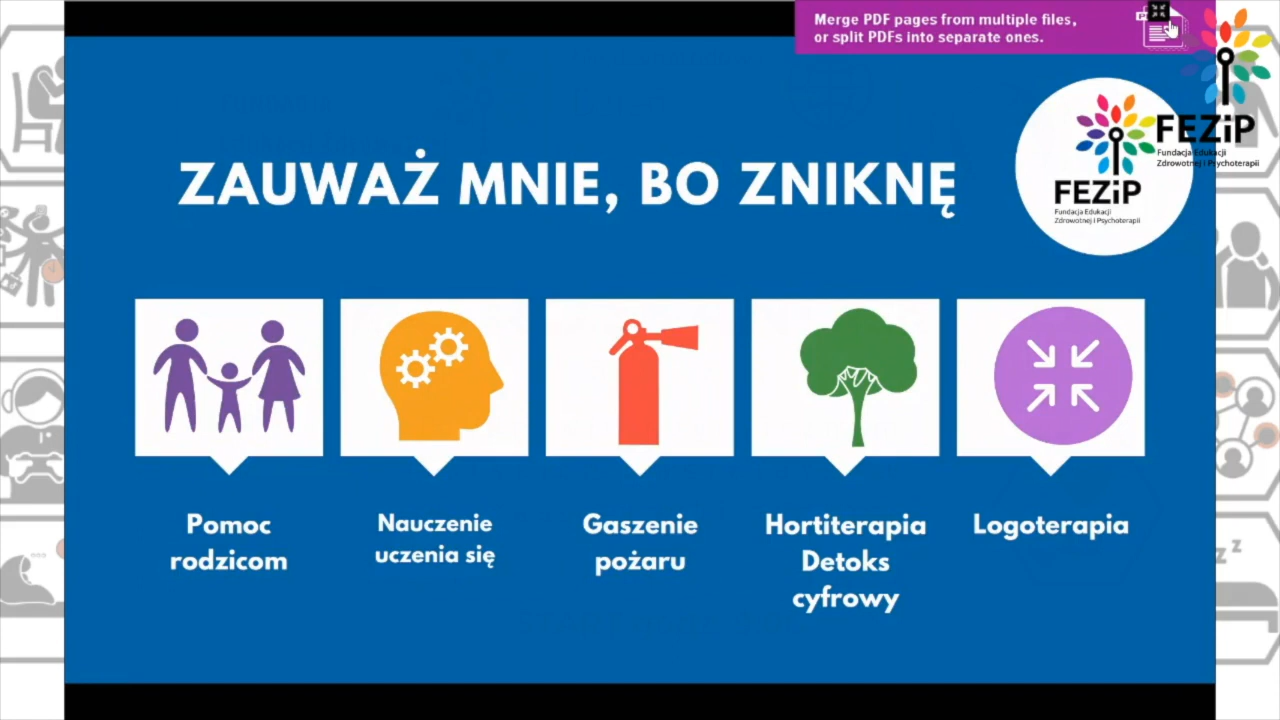 Merge PDF pages from multiple files,
or split PDFs into separate ones.
ZAUWAŻ MNIE, BO ZNIKNĘ
FEZiP
Fundacja Edukacji
Zdrowotnej i Psychoterapii
FEZiP
Fundacja Edukacji
Zdrowotnej i Psychoterapii
Pomoc
rodzicom
Nauczenie
uczenia się
Gaszenie
pożaru
Hortiterapia
Detoks
cyfrowy
Logoterapia